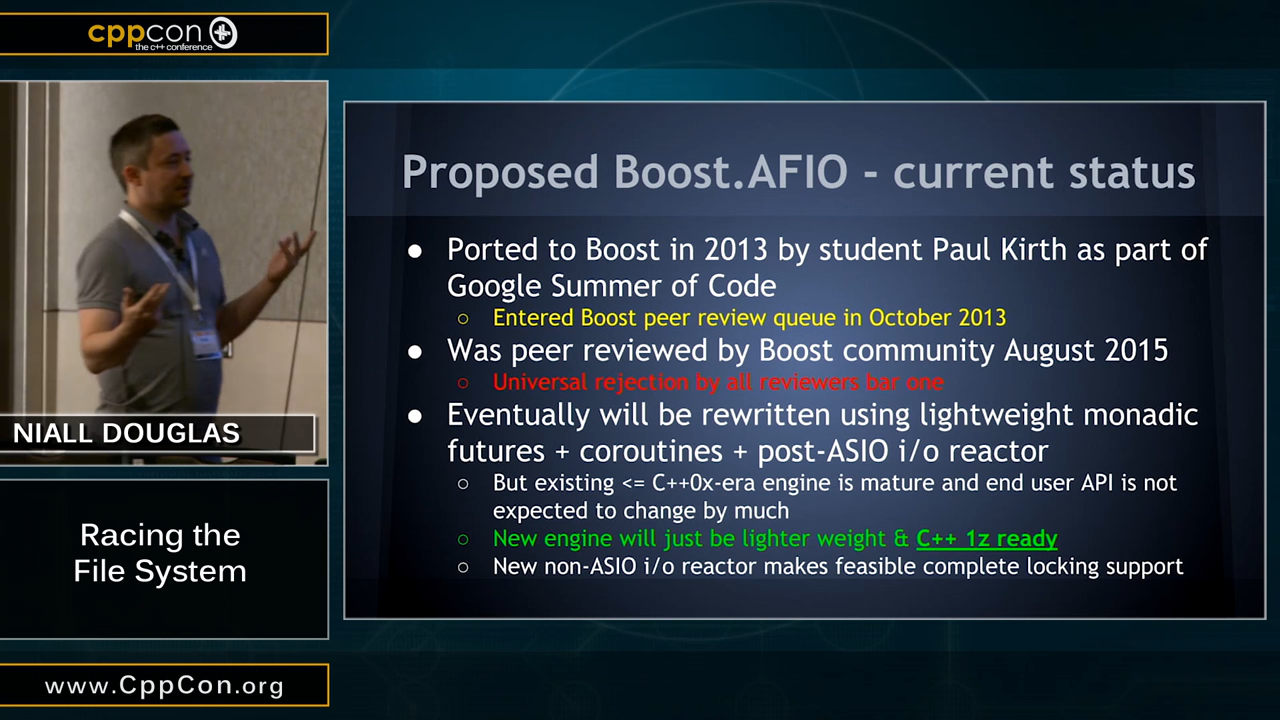 cppcon
the c++ conference
Proposed Boost.AFIO - current status
● Ported to Boost in 2013 by student Paul Kirth as part of
Google Summer of Code
○ Entered Boost peer review queue in October 2013
● Was peer reviewed by Boost community August 2015
○ Universal rejection by all reviewers bar one
● Eventually will be rewritten using lightweight monadic
futures + coroutines + post-ASIO i/o reactor
○ But existing <= C++0x-era engine is mature and end user API is not
expected to change by much
○ New engine will just be lighter weight & C++ 1z ready
○ New non-ASIO i/o reactor makes feasible complete locking support
NIALL DOUGLAS
Racing the
File System
www.CppCon.org